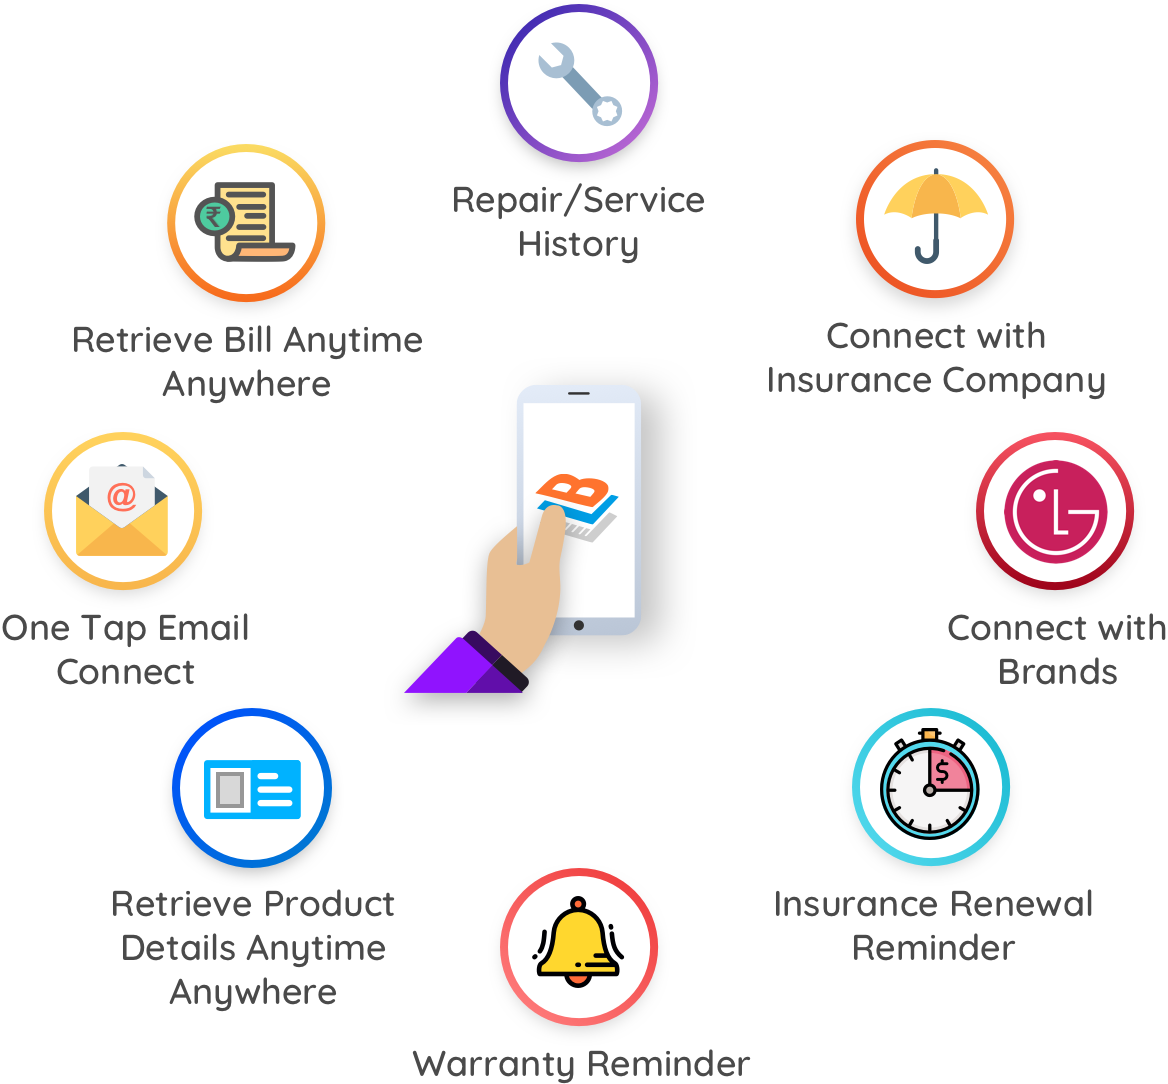 Repair/Service
History
Retrieve Bill Anytime
Anywhere
₹
Connect with
Insurance Company
B
@
One Tap Email
Connect
LG
Connect with
Brands
Retrieve Product
Details Anytime
Anywhere
$
Insurance Renewal
Reminder
Warranty Reminder